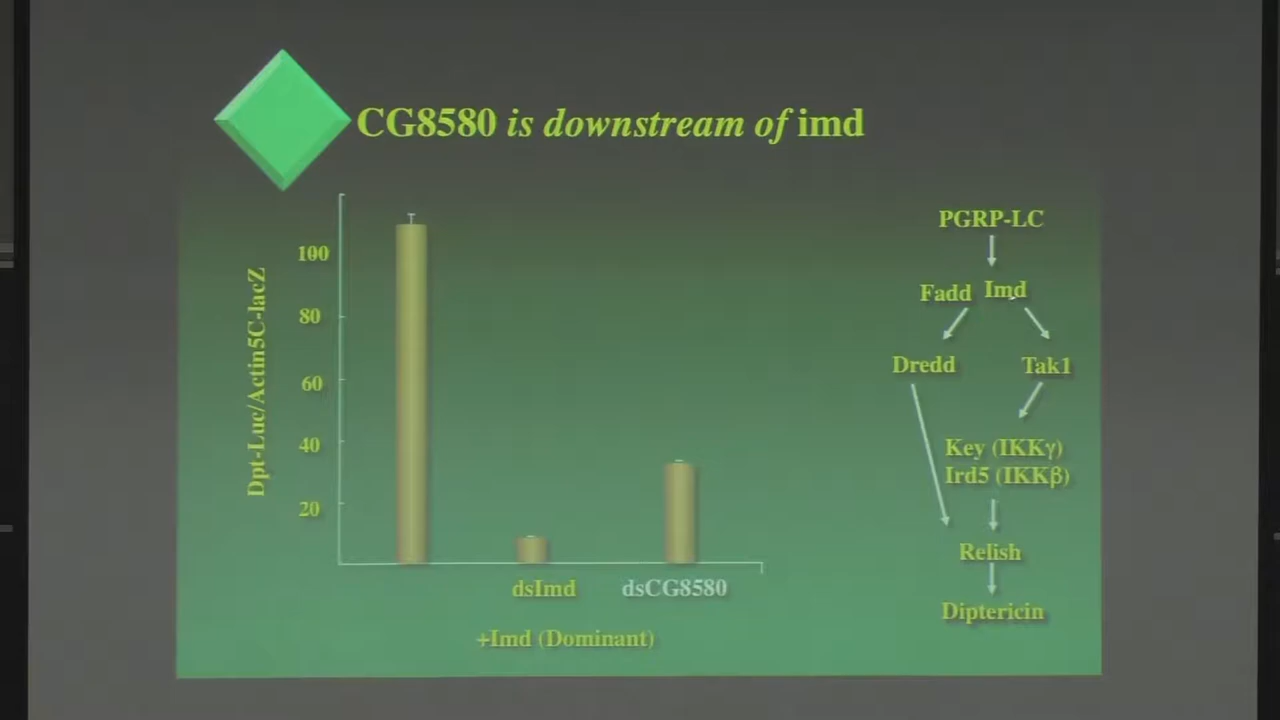 CG8580 is downstream of imd
Dpt-Luc/Actin5C-lacZ
100
80
60
40
20
dsImd
dsCG8580
+Imd (Dominant)
PGRP-LC
Fadd Imd
Dredd Tak1
Key (IKKγ)
Ird5 (IKKβ)
Relish
Diptericin